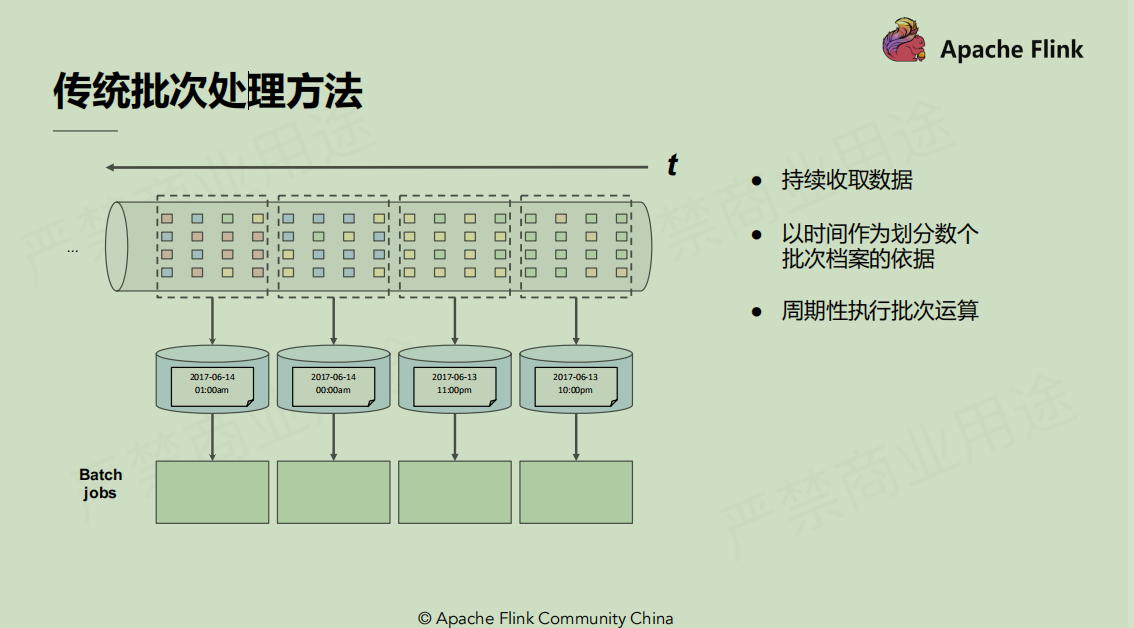 Apache Flink
传统批次处理方法
t
...
2017-06-14
01:00am
2017-06-14
00:00am
2017-06-13
11:00pm
2017-06-13
10:00pm
Batch
jobs
● 持续收取数据
● 以时间作为划分数个
批次档案的依据
● 周期性执行批次运算
严禁商业用途
严禁商业用途
严禁商业用途
严禁商业用途
© Apache Flink Community China